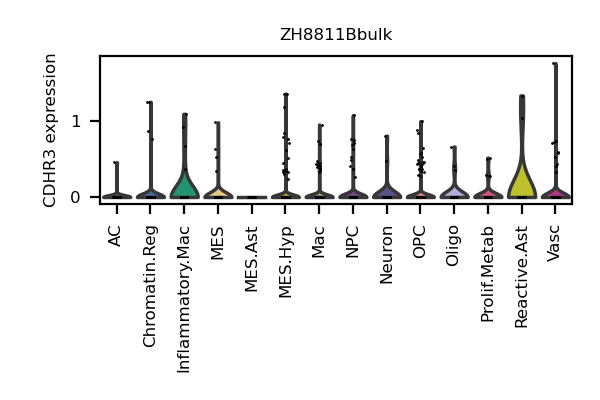 ZH8811Bbulk
CDHR3 expression
1
0
AC
Chromatin.Reg
Inflammatory.Mac
MES
MES.Ast
MES.Hyp
Mac
NPC
Neuron
OPC
Oligo
Prolif.Metab
Reactive.Ast
Vasc